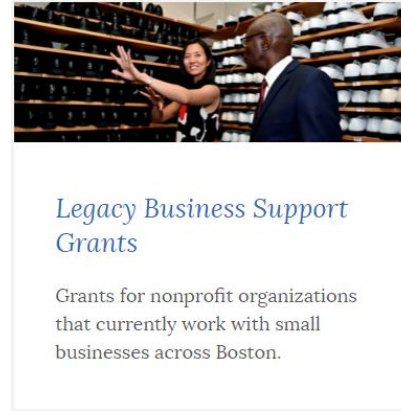 Legacy Business Support
Grants
Grants for nonprofit organizations
that currently work with small
businesses across Boston.